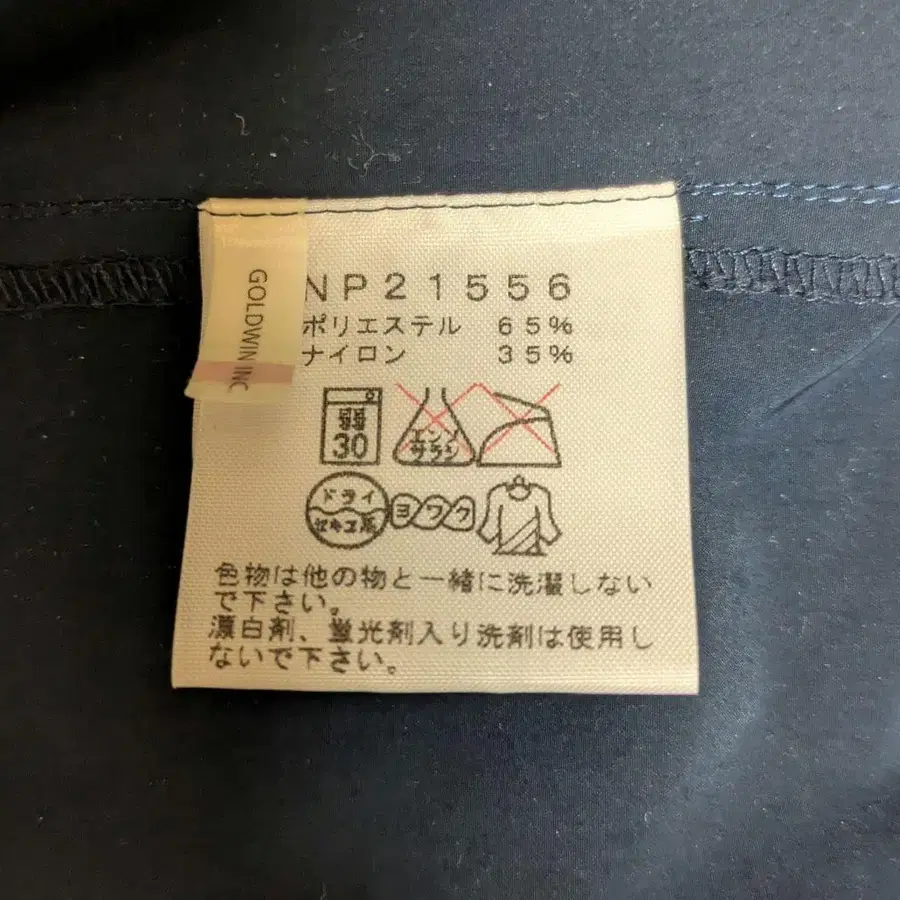 NP21556
GOLDWIN INC
ポリエステル 65%
ナイロン 35%
弱
30
エンソ
サラシ
ドライ
セキユ系
ヨワク
色物は他の物と一緒に洗濯しない
で下さい。
漂白剤、蛍光剤入り洗剤は使用し
ないで下さい。